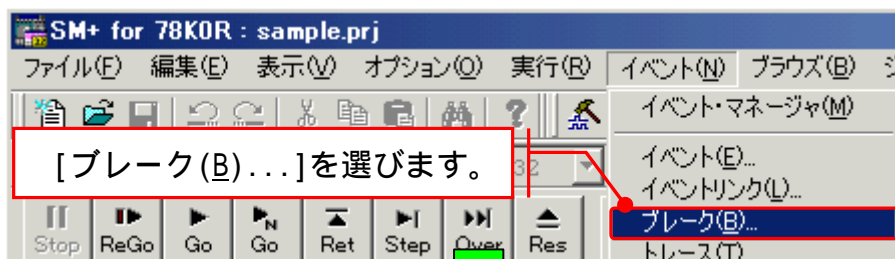 SM+ for 78K0R : sample.prj
ファイル(F) 編集(E) 表示(V) オプション(O) 実行(R) イベント(N) ブラウズ(B)
イベント・マネージャ(M)
[ブレーク(B)...]を選びます。
32
イベント(E)...
イベントリンク(L)...
ブレーク(B)...
トレース(T)
Stop ReGo Go Go Ret Step Over Res